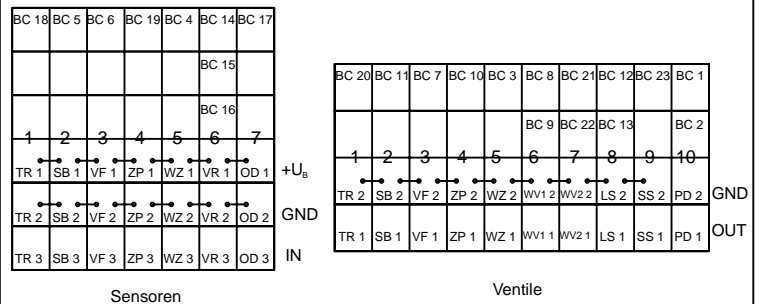 BC 18 BC 5 BC 6 BC 19 BC 4 BC 14 BC 17
BC 15
BC 16
1 2 3 4 5 6 7
TR 1 SB 1 VF 1 ZP 1 WZ 1 VR 1 OD 1 +U_B
TR 2 SB 2 VF 2 ZP 2 WZ 2 VR 2 OD 2 GND
TR 3 SB 3 VF 3 ZP 3 WZ 3 VR 3 OD 3 IN
Sensoren
BC 20 BC 11 BC 7 BC 10 BC 3 BC 8 BC 21 BC 12 BC 23 BC 1
BC 9 BC 22 BC 13 BC 2
1 2 3 4 5 6 7 8 9 10
TR 2 SB 2 VF 2 ZP 2 WZ 2 WV1 2 WV2 2 LS 2 SS 2 PD 2 GND
TR 1 SB 1 VF 1 ZP 1 WZ 1 WV1 1 WV2 1 LS 1 SS 1 PD 1 OUT
Ventile